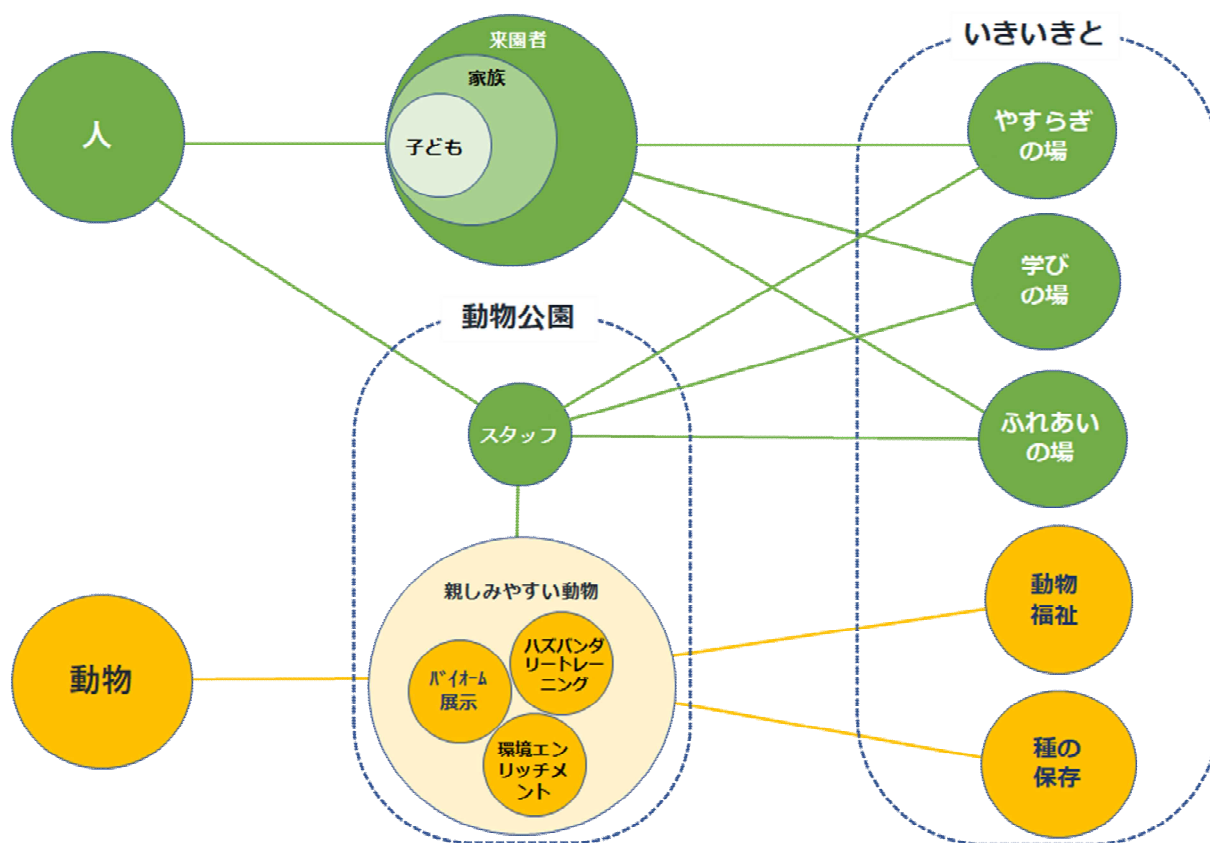 来園者
いきいきと
家族
人
子ども
やすらぎ
の場
学び
の場
動物公園
スタッフ
ふれあい
の場
親しみやすい動物
動物
福祉
ハズバンダ
リートレー
ニング
動物
ﾊﾞｲｵｰﾑ
展示
環境エン
リッチメ
ント
種の
保存